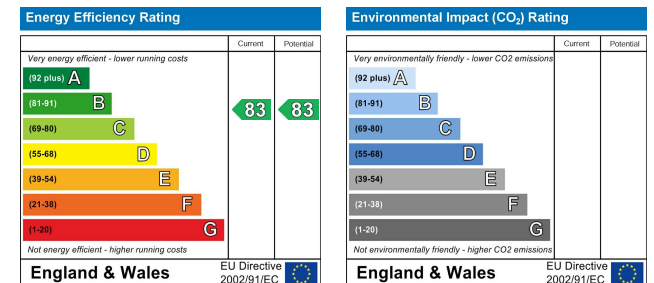 Energy Efficiency Rating
Current Potential
Very energy efficient - lower running costs
(92 plus) A
(81-91) B
83 83
(69-80) C
(55-68) D
(39-54) E
(21-38) F
(1-20) G
Not energy efficient - higher running costs
England & Wales
EU Directive
2002/91/EC
Environmental Impact (CO₂) Rating
Current Potential
Very environmentally friendly - lower CO2 emissions
(92 plus) A
(81-91) B
(69-80) C
(55-68) D
(39-54) E
(21-38) F
(1-20) G
Not environmentally friendly - higher CO2 emissions
England & Wales
EU Directive
2002/91/EC